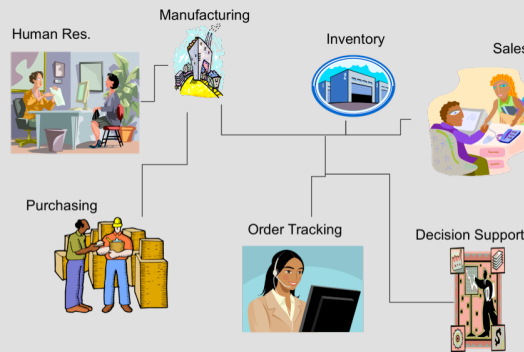 Manufacturing
Human Res.
Inventory
Sales
Purchasing
Order Tracking
Decision Support
$